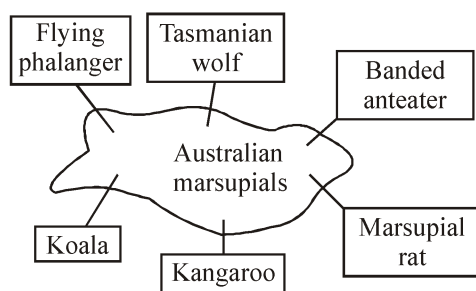 Flying
phalanger
Tasmanian
wolf
Banded
anteater
Australian
marsupials
Koala
Kangaroo
Marsupial
rat